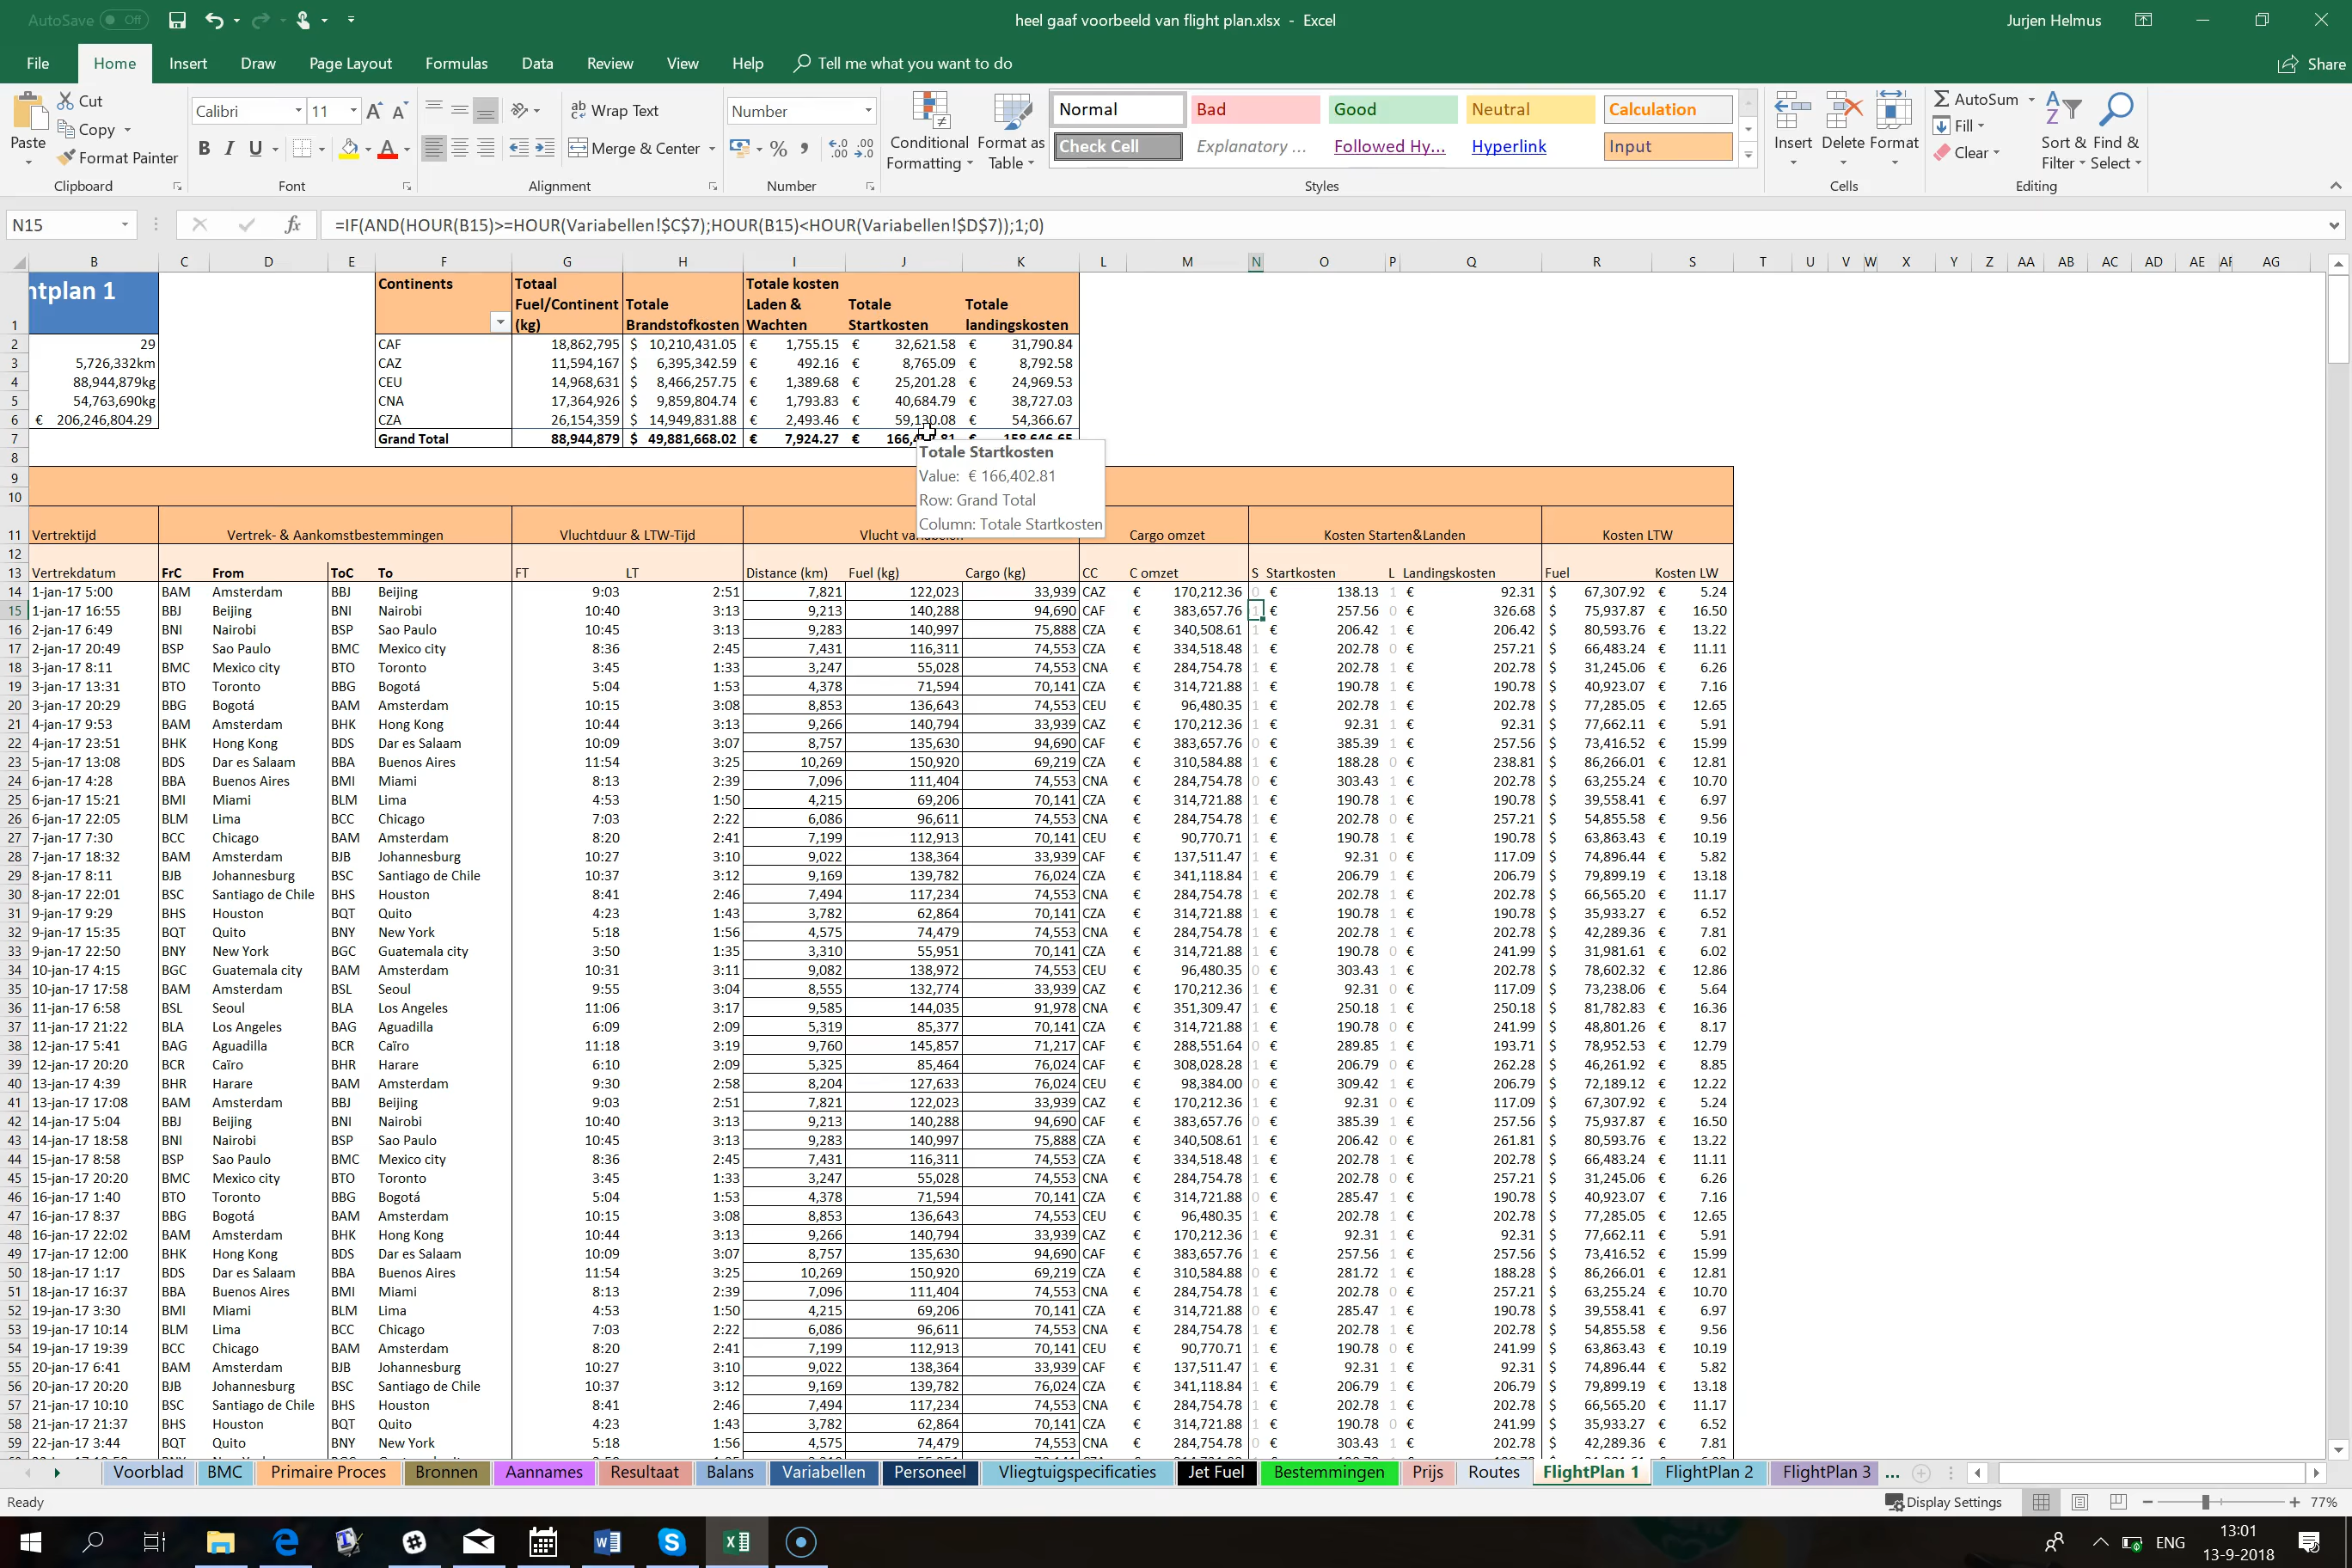 AutoSave Off heel gaaf voorbeeld van flight plan.xlsx - Excel Jurjen Helmus
File Home Insert Draw Page Layout Formulas Data Review View Help Tell me what you want to do Share
Paste Cut Copy Format Painter Clipboard
Calibri 11 B I U Font
Wrap Text Merge & Center Alignment
Number % Number
Conditional Formatting Format as Table
Normal Bad Good Neutral Calculation
Check Cell Explanatory ... Followed Hy... Hyperlink Input
Styles
Insert Delete Format Cells
AutoSum Fill Clear Sort & Filter Find & Select Editing
N15 fx =IF(AND(HOUR(B15)>=HOUR(Variabellen!$C$7);HOUR(B15)<HOUR(Variabellen!$D$7));1;0)
B C D E F G H I J K L M N O P Q R S T U V W X Y Z AA AB AC AD AE AF AG
1 htplan 1 Continents Totaal Fuel/Continent (kg) Totale Brandstofkosten Totale kosten Laden & Wachten Totale Startkosten Totale landingskosten
2 29 CAF 18,862,795 $ 10,210,431.05 € 1,755.15 € 32,621.58 € 31,790.84
3 5,726,332km CAZ 11,594,167 $ 6,395,342.59 € 492.16 € 8,765.09 € 8,792.58
4 88,944,879kg CEU 14,968,631 $ 8,466,257.75 € 1,389.68 € 25,201.28 € 24,969.53
5 54,763,690kg CNA 17,364,926 $ 9,859,804.74 € 1,793.83 € 40,684.79 € 38,727.03
6 € 206,246,804.29 CZA 26,154,359 $ 14,949,831.88 € 2,493.46 € 59,130.08 € 54,366.67
7 Grand Total 88,944,879 $ 49,881,668.02 € 7,924.27 €
8
Totale Startkosten
Value: € 166,402.81
Row: Grand Total
Column: Totale Startkosten
9
10
11 Vertrektijd Vertrek- & Aankomstbestemmingen Vluchtduur & LTW-Tijd Vlucht Cargo omzet Kosten Starten&Landen Kosten LTW
12
13 Vertrekdatum FrC From ToC To FT LT Distance (km) Fuel (kg) Cargo (kg) CC C omzet S Startkosten L Landingskosten Fuel Kosten LW
14 1-jan-17 5:00 BAM Amsterdam BBJ Beijing 9:03 2:51 7,821 122,023 33,939 CAZ € 170,212.36 0 € 138.13 1 € 92.31 $ 67,307.92 € 5.24
15 1-jan-17 16:55 BBJ Beijing BNI Nairobi 10:40 3:13 9,213 140,288 94,690 CAF € 383,657.76 1 € 257.56 0 € 326.68 $ 75,937.87 € 16.50
16 2-jan-17 6:49 BNI Nairobi BSP Sao Paulo 10:45 3:13 9,283 140,997 75,888 CZA € 340,508.61 1 € 206.42 1 € 206.42 $ 80,593.76 € 13.22
17 2-jan-17 20:49 BSP Sao Paulo BMC Mexico city 8:36 2:45 7,431 116,311 74,553 CZA € 334,518.48 1 € 202.78 0 € 257.21 $ 66,483.24 € 11.11
18 3-jan-17 8:11 BMC Mexico city BTO Toronto 3:45 1:33 3,247 55,028 74,553 CNA € 284,754.78 1 € 202.78 1 € 202.78 $ 31,245.06 € 6.26
19 3-jan-17 13:31 BTO Toronto BBG Bogotá 5:04 1:53 4,378 71,594 70,141 CZA € 314,721.88 1 € 190.78 1 € 190.78 $ 40,923.07 € 7.16
20 3-jan-17 20:29 BBG Bogotá BAM Amsterdam 10:15 3:08 8,853 136,643 74,553 CEU € 96,480.35 1 € 202.78 1 € 202.78 $ 77,285.05 € 12.65
21 4-jan-17 9:53 BAM Amsterdam BHK Hong Kong 10:44 3:13 9,266 140,794 33,939 CAZ € 170,212.36 1 € 92.31 1 € 92.31 $ 77,662.11 € 5.91
22 4-jan-17 23:51 BHK Hong Kong BDS Dar es Salaam 10:09 3:07 8,757 135,630 94,690 CAF € 383,657.76 0 € 385.39 1 € 257.56 $ 73,416.52 € 15.99
23 5-jan-17 13:08 BDS Dar es Salaam BBA Buenos Aires 11:54 3:25 10,269 150,920 69,219 CZA € 310,584.88 1 € 188.28 0 € 238.81 $ 86,266.01 € 12.81
24 6-jan-17 4:28 BBA Buenos Aires BMI Miami 8:13 2:39 7,096 111,404 74,553 CNA € 284,754.78 0 € 303.43 1 € 202.78 $ 63,255.24 € 10.70
25 6-jan-17 15:21 BMI Miami BLM Lima 4:53 1:50 4,215 69,206 70,141 CZA € 314,721.88 1 € 190.78 1 € 190.78 $ 39,558.41 € 6.97
26 6-jan-17 22:05 BLM Lima BCC Chicago 7:03 2:22 6,086 96,611 74,553 CNA € 284,754.78 1 € 202.78 0 € 257.21 $ 54,855.58 € 9.56
27 7-jan-17 7:30 BCC Chicago BAM Amsterdam 8:20 2:41 7,199 112,913 70,141 CEU € 90,770.71 1 € 190.78 1 € 190.78 $ 63,863.43 € 10.19
28 7-jan-17 18:32 BAM Amsterdam BJB Johannesburg 10:27 3:10 9,022 138,364 33,939 CAF € 137,511.47 1 € 92.31 0 € 117.09 $ 74,896.44 € 5.82
29 8-jan-17 8:11 BJB Johannesburg BSC Santiago de Chile 10:37 3:12 9,169 139,782 76,024 CZA € 341,118.84 1 € 206.79 1 € 206.79 $ 79,899.19 € 13.18
30 8-jan-17 22:01 BSC Santiago de Chile BHS Houston 8:41 2:46 7,494 117,234 74,553 CNA € 284,754.78 1 € 202.78 1 € 202.78 $ 66,565.20 € 11.17
31 9-jan-17 9:29 BHS Houston BQT Quito 4:23 1:43 3,782 62,864 70,141 CZA € 314,721.88 1 € 190.78 1 € 190.78 $ 35,933.27 € 6.52
32 9-jan-17 15:35 BQT Quito BNY New York 5:18 1:56 4,575 74,479 74,553 CNA € 284,754.78 1 € 202.78 1 € 202.78 $ 42,289.36 € 7.81
33 9-jan-17 22:50 BNY New York BGC Guatemala city 3:50 1:35 3,310 55,951 70,141 CZA € 314,721.88 1 € 190.78 0 € 241.99 $ 31,981.61 € 6.02
34 10-jan-17 4:15 BGC Guatemala city BAM Amsterdam 10:31 3:11 9,082 138,972 74,553 CEU € 96,480.35 0 € 303.43 1 € 202.78 $ 78,602.32 € 12.86
35 10-jan-17 17:58 BAM Amsterdam BSL Seoul 9:55 3:04 8,555 132,774 33,939 CAZ € 170,212.36 1 € 92.31 0 € 117.09 $ 73,238.06 € 5.64
36 11-jan-17 6:58 BSL Seoul BLA Los Angeles 11:06 3:17 9,585 144,035 91,978 CNA € 351,309.47 1 € 250.18 1 € 250.18 $ 81,782.83 € 16.36
37 11-jan-17 21:22 BLA Los Angeles BAG Aguadilla 6:09 2:09 5,319 85,377 70,141 CZA € 314,721.88 1 € 190.78 0 € 241.99 $ 48,801.26 € 8.17
38 12-jan-17 5:41 BAG Aguadilla BCR Caïro 11:18 3:19 9,760 145,857 71,217 CAF € 288,551.64 0 € 289.85 1 € 193.71 $ 78,952.53 € 12.79
39 12-jan-17 20:20 BCR Caïro BHR Harare 6:10 2:09 5,325 85,464 76,024 CAF € 308,028.28 1 € 206.79 0 € 262.28 $ 46,261.92 € 8.85
40 13-jan-17 4:39 BHR Harare BAM Amsterdam 9:30 2:58 8,204 127,633 76,024 CEU € 98,384.00 0 € 309.42 1 € 206.79 $ 72,189.12 € 12.22
41 13-jan-17 17:08 BAM Amsterdam BBJ Beijing 9:03 2:51 7,821 122,023 33,939 CAZ € 170,212.36 1 € 92.31 0 € 117.09 $ 67,307.92 € 5.24
42 14-jan-17 5:04 BBJ Beijing BNI Nairobi 10:40 3:13 9,213 140,288 94,690 CAF € 383,657.76 0 € 385.39 1 € 257.56 $ 75,937.87 € 16.50
43 14-jan-17 18:58 BNI Nairobi BSP Sao Paulo 10:45 3:13 9,283 140,997 75,888 CZA € 340,508.61 1 € 206.42 0 € 261.81 $ 80,593.76 € 13.22
44 15-jan-17 8:58 BSP Sao Paulo BMC Mexico city 8:36 2:45 7,431 116,311 74,553 CZA € 334,518.48 1 € 202.78 1 € 202.78 $ 66,483.24 € 11.11
45 15-jan-17 20:20 BMC Mexico city BTO Toronto 3:45 1:33 3,247 55,028 74,553 CNA € 284,754.78 1 € 202.78 0 € 257.21 $ 31,245.06 € 6.26
46 16-jan-17 1:40 BTO Toronto BBG Bogotá 5:04 1:53 4,378 71,594 70,141 CZA € 314,721.88 0 € 285.47 1 € 190.78 $ 40,923.07 € 7.16
47 16-jan-17 8:37 BBG Bogotá BAM Amsterdam 10:15 3:08 8,853 136,643 74,553 CEU € 96,480.35 1 € 202.78 1 € 202.78 $ 77,285.05 € 12.65
48 16-jan-17 22:02 BAM Amsterdam BHK Hong Kong 10:44 3:13 9,266 140,794 33,939 CAZ € 170,212.36 1 € 92.31 1 € 92.31 $ 77,662.11 € 5.91
49 17-jan-17 12:00 BHK Hong Kong BDS Dar es Salaam 10:09 3:07 8,757 135,630 94,690 CAF € 383,657.76 1 € 257.56 1 € 257.56 $ 73,416.52 € 15.99
50 18-jan-17 1:17 BDS Dar es Salaam BBA Buenos Aires 11:54 3:25 10,269 150,920 69,219 CZA € 310,584.88 0 € 281.72 1 € 188.28 $ 86,266.01 € 12.81
51 18-jan-17 16:37 BBA Buenos Aires BMI Miami 8:13 2:39 7,096 111,404 74,553 CNA € 284,754.78 1 € 202.78 0 € 257.21 $ 63,255.24 € 10.70
52 19-jan-17 3:30 BMI Miami BLM Lima 4:53 1:50 4,215 69,206 70,141 CZA € 314,721.88 0 € 285.47 1 € 190.78 $ 39,558.41 € 6.97
53 19-jan-17 10:14 BLM Lima BCC Chicago 7:03 2:22 6,086 96,611 74,553 CNA € 284,754.78 1 € 202.78 1 € 202.78 $ 54,855.58 € 9.56
54 19-jan-17 19:39 BCC Chicago BAM Amsterdam 8:20 2:41 7,199 112,913 70,141 CEU € 90,770.71 1 € 190.78 0 € 241.99 $ 63,863.43 € 10.19
55 20-jan-17 6:41 BAM Amsterdam BJB Johannesburg 10:27 3:10 9,022 138,364 33,939 CAF € 137,511.47 1 € 92.31 1 € 92.31 $ 74,896.44 € 5.82
56 20-jan-17 20:20 BJB Johannesburg BSC Santiago de Chile 10:37 3:12 9,169 139,782 76,024 CZA € 341,118.84 1 € 206.79 1 € 206.79 $ 79,899.19 € 13.18
57 21-jan-17 10:10 BSC Santiago de Chile BHS Houston 8:41 2:46 7,494 117,234 74,553 CNA € 284,754.78 1 € 202.78 1 € 202.78 $ 66,565.20 € 11.17
58 21-jan-17 21:37 BHS Houston BQT Quito 4:23 1:43 3,782 62,864 70,141 CZA € 314,721.88 1 € 190.78 0 € 241.99 $ 35,933.27 € 6.52
59 22-jan-17 3:44 BQT Quito BNY New York 5:18 1:56 4,575 74,479 74,553 CNA € 284,754.78 0 € 303.43 1 € 202.78 $ 42,289.36 € 7.81
Voorblad BMC Primaire Proces Bronnen Aannames Resultaat Balans Variabellen Personeel Vliegtuigspecificaties Jet Fuel Bestemmingen Prijs Routes FlightPlan 1 FlightPlan 2 FlightPlan 3 ...
Ready Display Settings 77%
ENG 13:01
13-9-2018